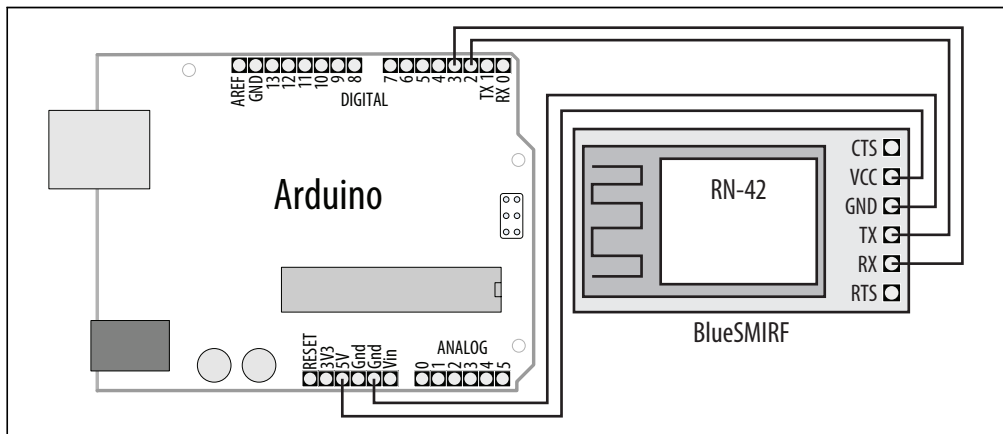 AREF GND 13 12 11 10 9 8 7 6 5 4 3 2 TX 1 RX 0
DIGITAL
Arduino
RESET 3V3 5V Gnd Gnd Vin
ANALOG
0 1 2 3 4 5
RN-42
CTS
VCC
GND
TX
RX
RTS
BlueSMIRF